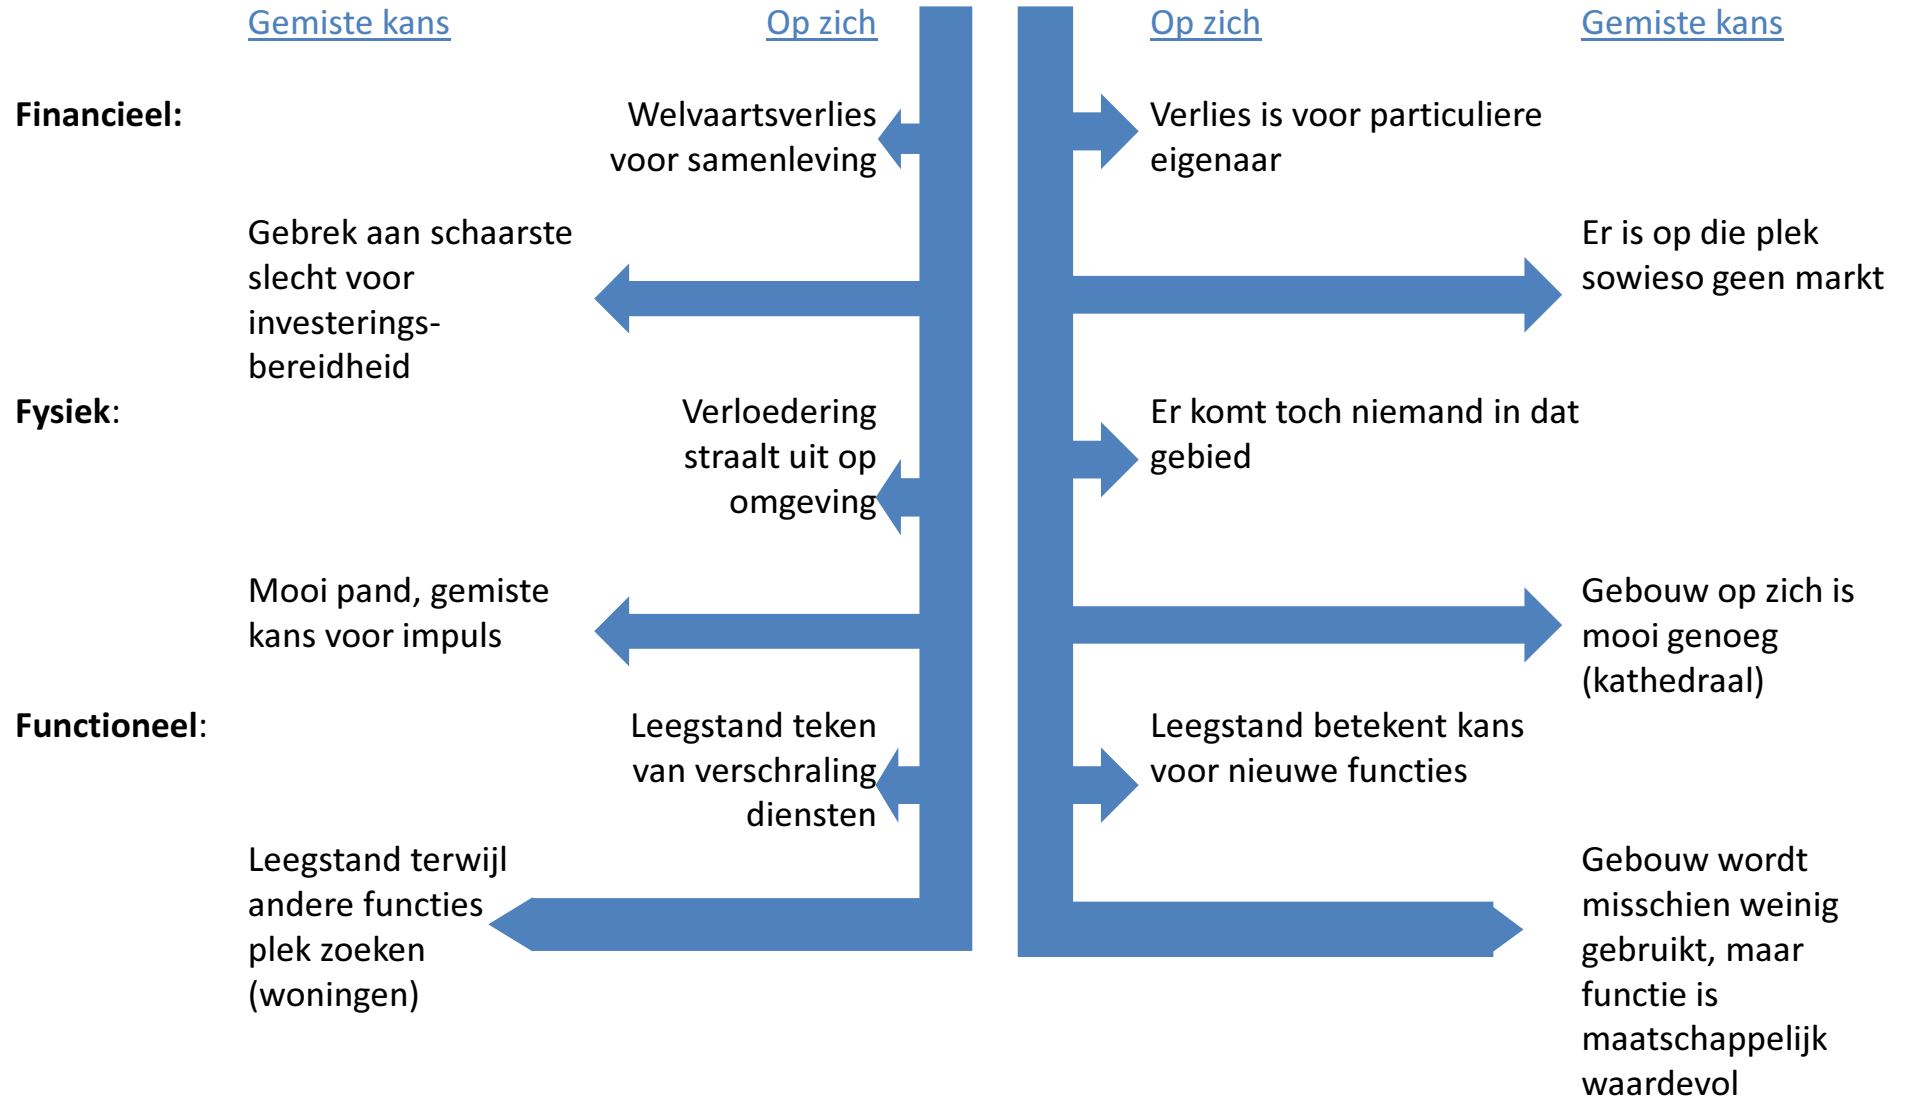 Gemiste kans
Op zich
Op zich
Gemiste kans
Financieel:
Welvaartsverlies
voor samenleving
Verlies is voor particuliere
eigenaar
Gebrek aan schaarste
slecht voor
investerings-
bereidheid
Er is op die plek
sowieso geen markt
Fysiek:
Verloedering
straalt uit op
omgeving
Er komt toch niemand in dat
gebied
Mooi pand, gemiste
kans voor impuls
Gebouw op zich is
mooi genoeg
(kathedraal)
Functioneel:
Leegstand teken
van verschraling
diensten
Leegstand betekent kans
voor nieuwe functies
Leegstand terwijl
andere functies
plek zoeken
(woningen)
Gebouw wordt
misschien weinig
gebruikt, maar
functie is
maatschappelijk
waardevol